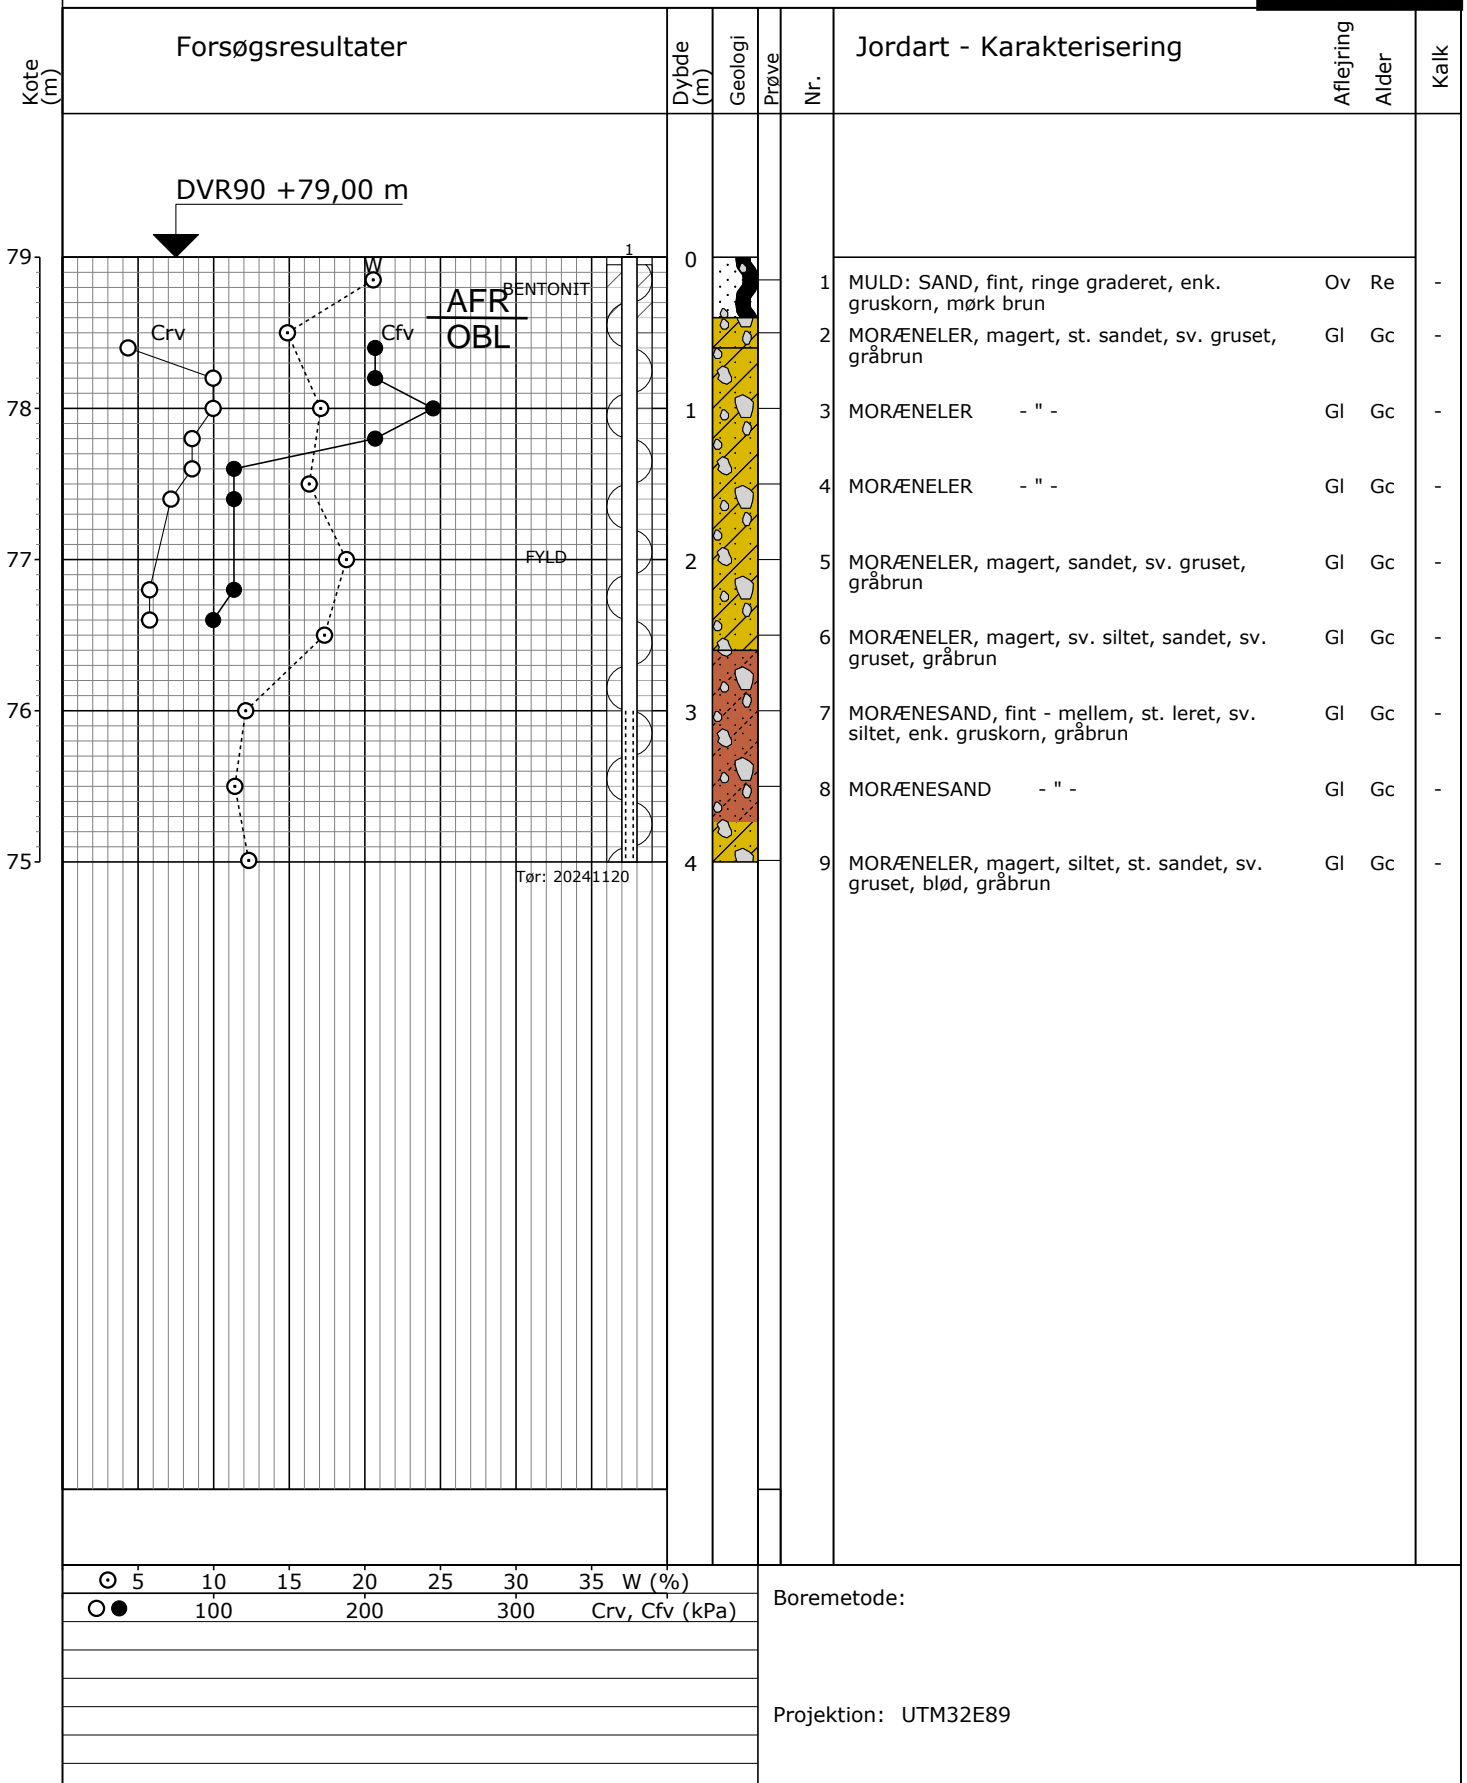 Kote
(m)
Forsøgsresultater
Dybde
(m)
Geologi
Prøve
Nr.
Jordart - Karakterisering
Aflejring
Alder
Kalk
DVR90 +79,00 m
79
78
77
76
75
W
1
BENTONIT
AFR
OBL
Crv
Cfv
FYLD
Tør: 20241120
0
1
2
3
4
1 MULD: SAND, fint, ringe graderet, enk. Ov Re -
gruskorn, mørk brun
2 MORÆNELER, magert, st. sandet, sv. gruset, Gl Gc -
gråbrun
3 MORÆNELER - " - Gl Gc -
4 MORÆNELER - " - Gl Gc -
5 MORÆNELER, magert, sandet, sv. gruset, Gl Gc -
gråbrun
6 MORÆNELER, magert, sv. siltet, sandet, sv. Gl Gc -
gruset, gråbrun
7 MORÆNESAND, fint - mellem, st. leret, sv. Gl Gc -
siltet, enk. gruskorn, gråbrun
8 MORÆNESAND - " - Gl Gc -
9 MORÆNELER, magert, siltet, st. sandet, sv. Gl Gc -
gruset, blød, gråbrun
5 10 15 20 25 30 35 W (%)
100 200 300 Crv, Cfv (kPa)
Boremetode:
Projektion: UTM32E89